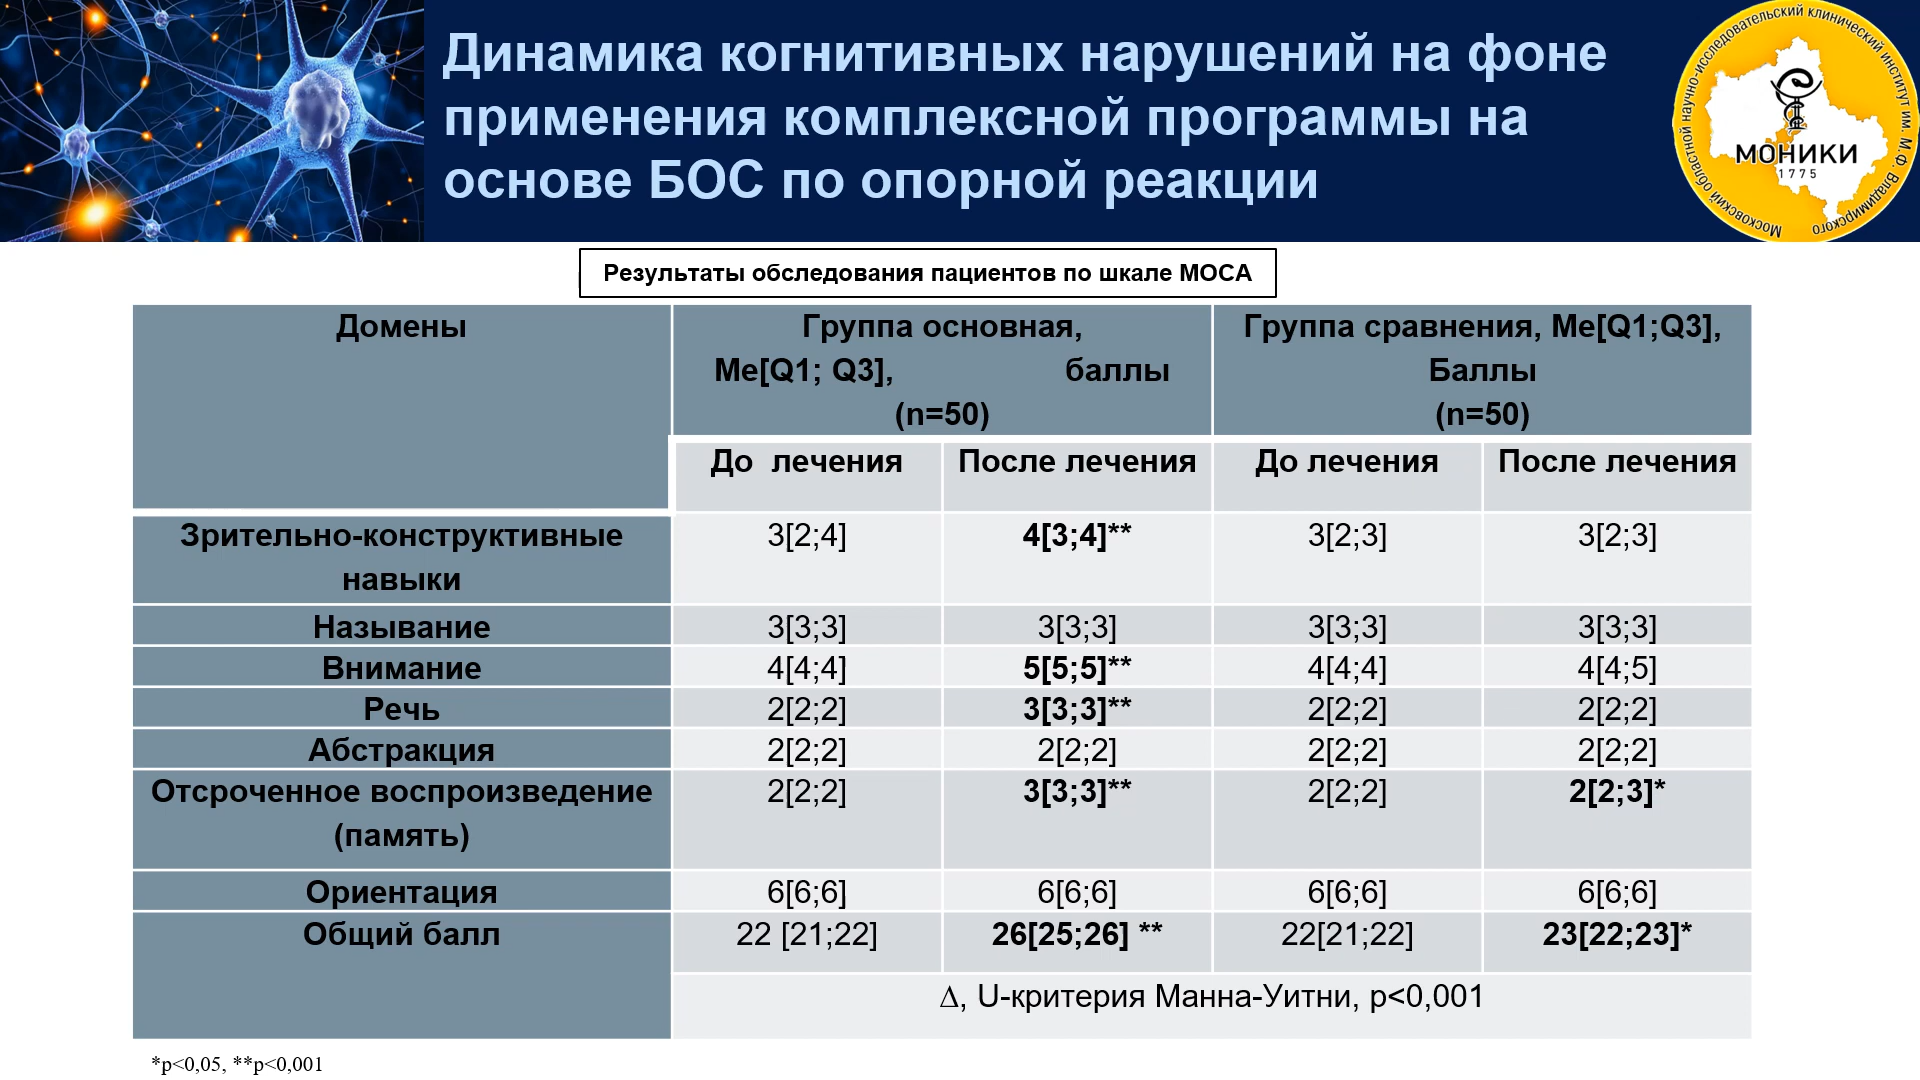 Динамика когнитивных нарушений на фоне
применения комплексной программы на
основе БОС по опорной реакции
Московский областной научно-исследовательский клинический институт им. М.Ф. Владимирского
МОНИКИ
1775
Результаты обследования пациентов по шкале МОСА
Домены
Группа основная,
Me[Q1; Q3], баллы
(n=50)
Группа сравнения, Me[Q1;Q3],
Баллы
(n=50)
До лечения
После лечения
До лечения
После лечения
Зрительно-конструктивные
навыки
3[2;4]
4[3;4]**
3[2;3]
3[2;3]
Называние
3[3;3]
3[3;3]
3[3;3]
3[3;3]
Внимание
4[4;4]
5[5;5]**
4[4;4]
4[4;5]
Речь
2[2;2]
3[3;3]**
2[2;2]
2[2;2]
Абстракция
2[2;2]
2[2;2]
2[2;2]
2[2;2]
Отсроченное воспроизведение
(память)
2[2;2]
3[3;3]**
2[2;2]
2[2;3]*
Ориентация
6[6;6]
6[6;6]
6[6;6]
6[6;6]
Общий балл
22 [21;22]
26[25;26] **
22[21;22]
23[22;23]*
∆, U-критерия Манна-Уитни, p<0,001
*p<0,05, **p<0,001